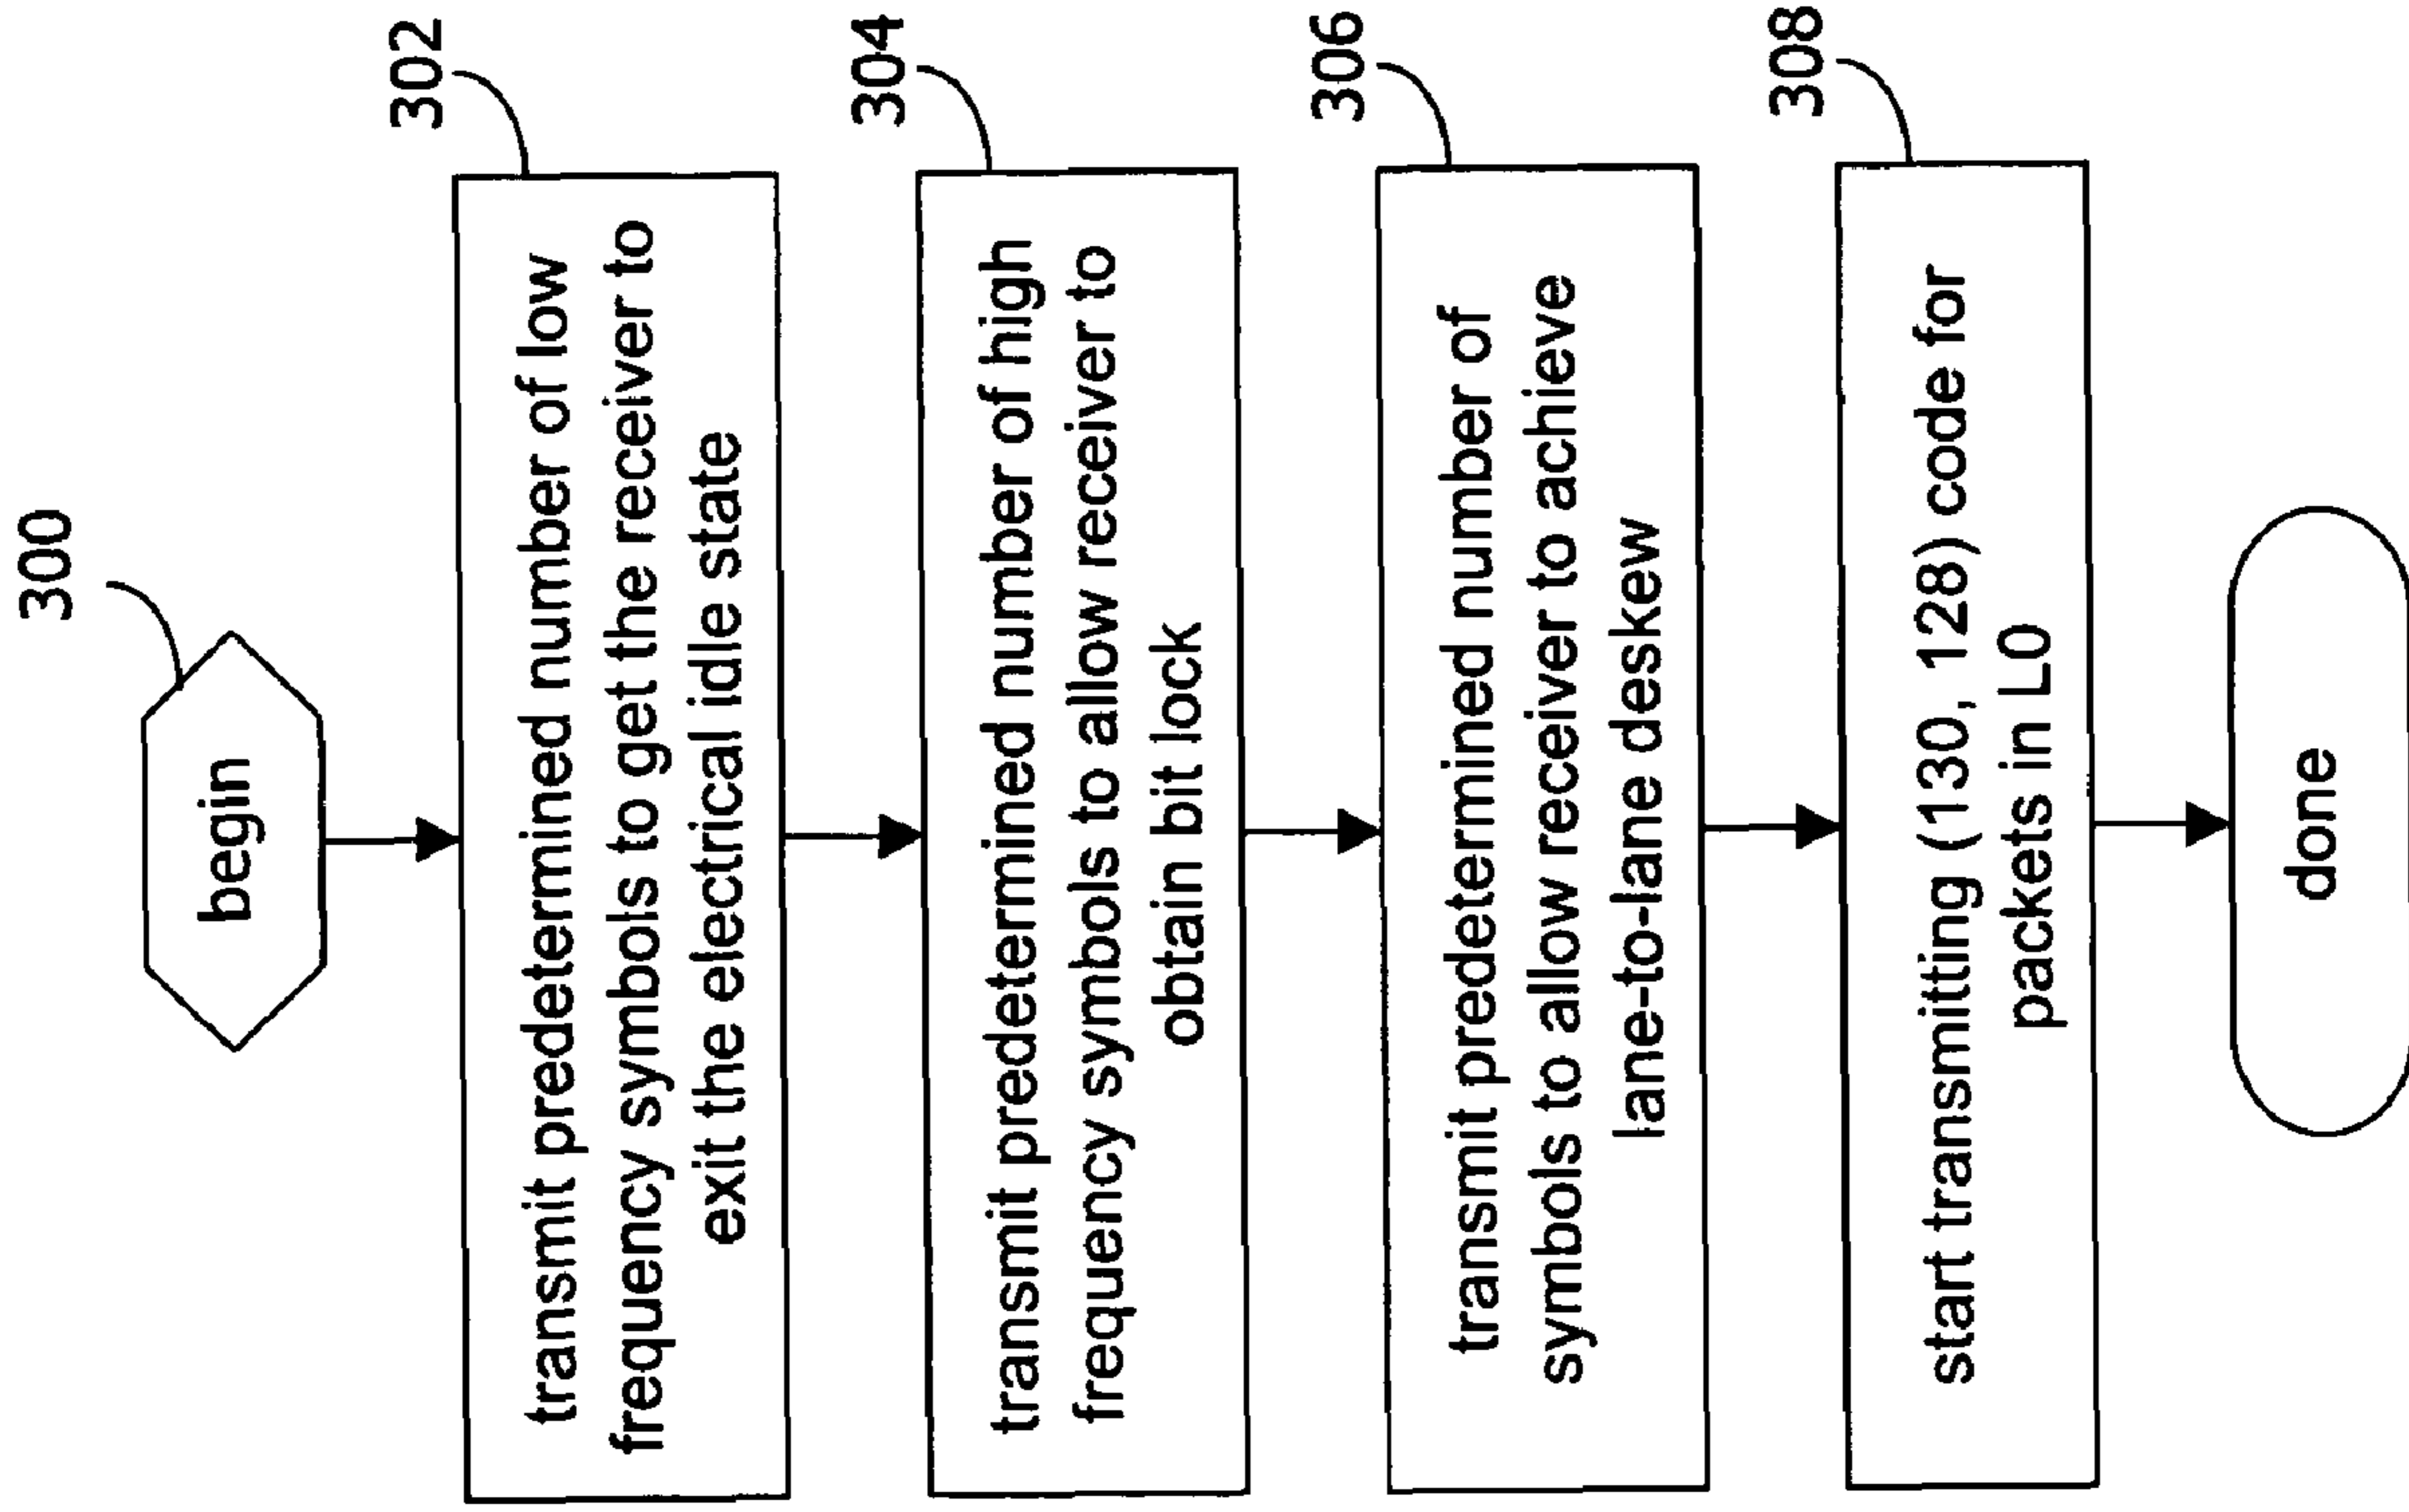 300
begin
302
transmit predetermined number of low
frequency symbols to get the receiver to
exit the electrical idle state
304
transmit predetermined number of high
frequency symbols to allow receiver to
obtain bit lock
306
transmit predetermined number of
symbols to allow receiver to achieve
lane-to-lane deskew
308
start transmitting (130, 128) code for
packets in L0
done